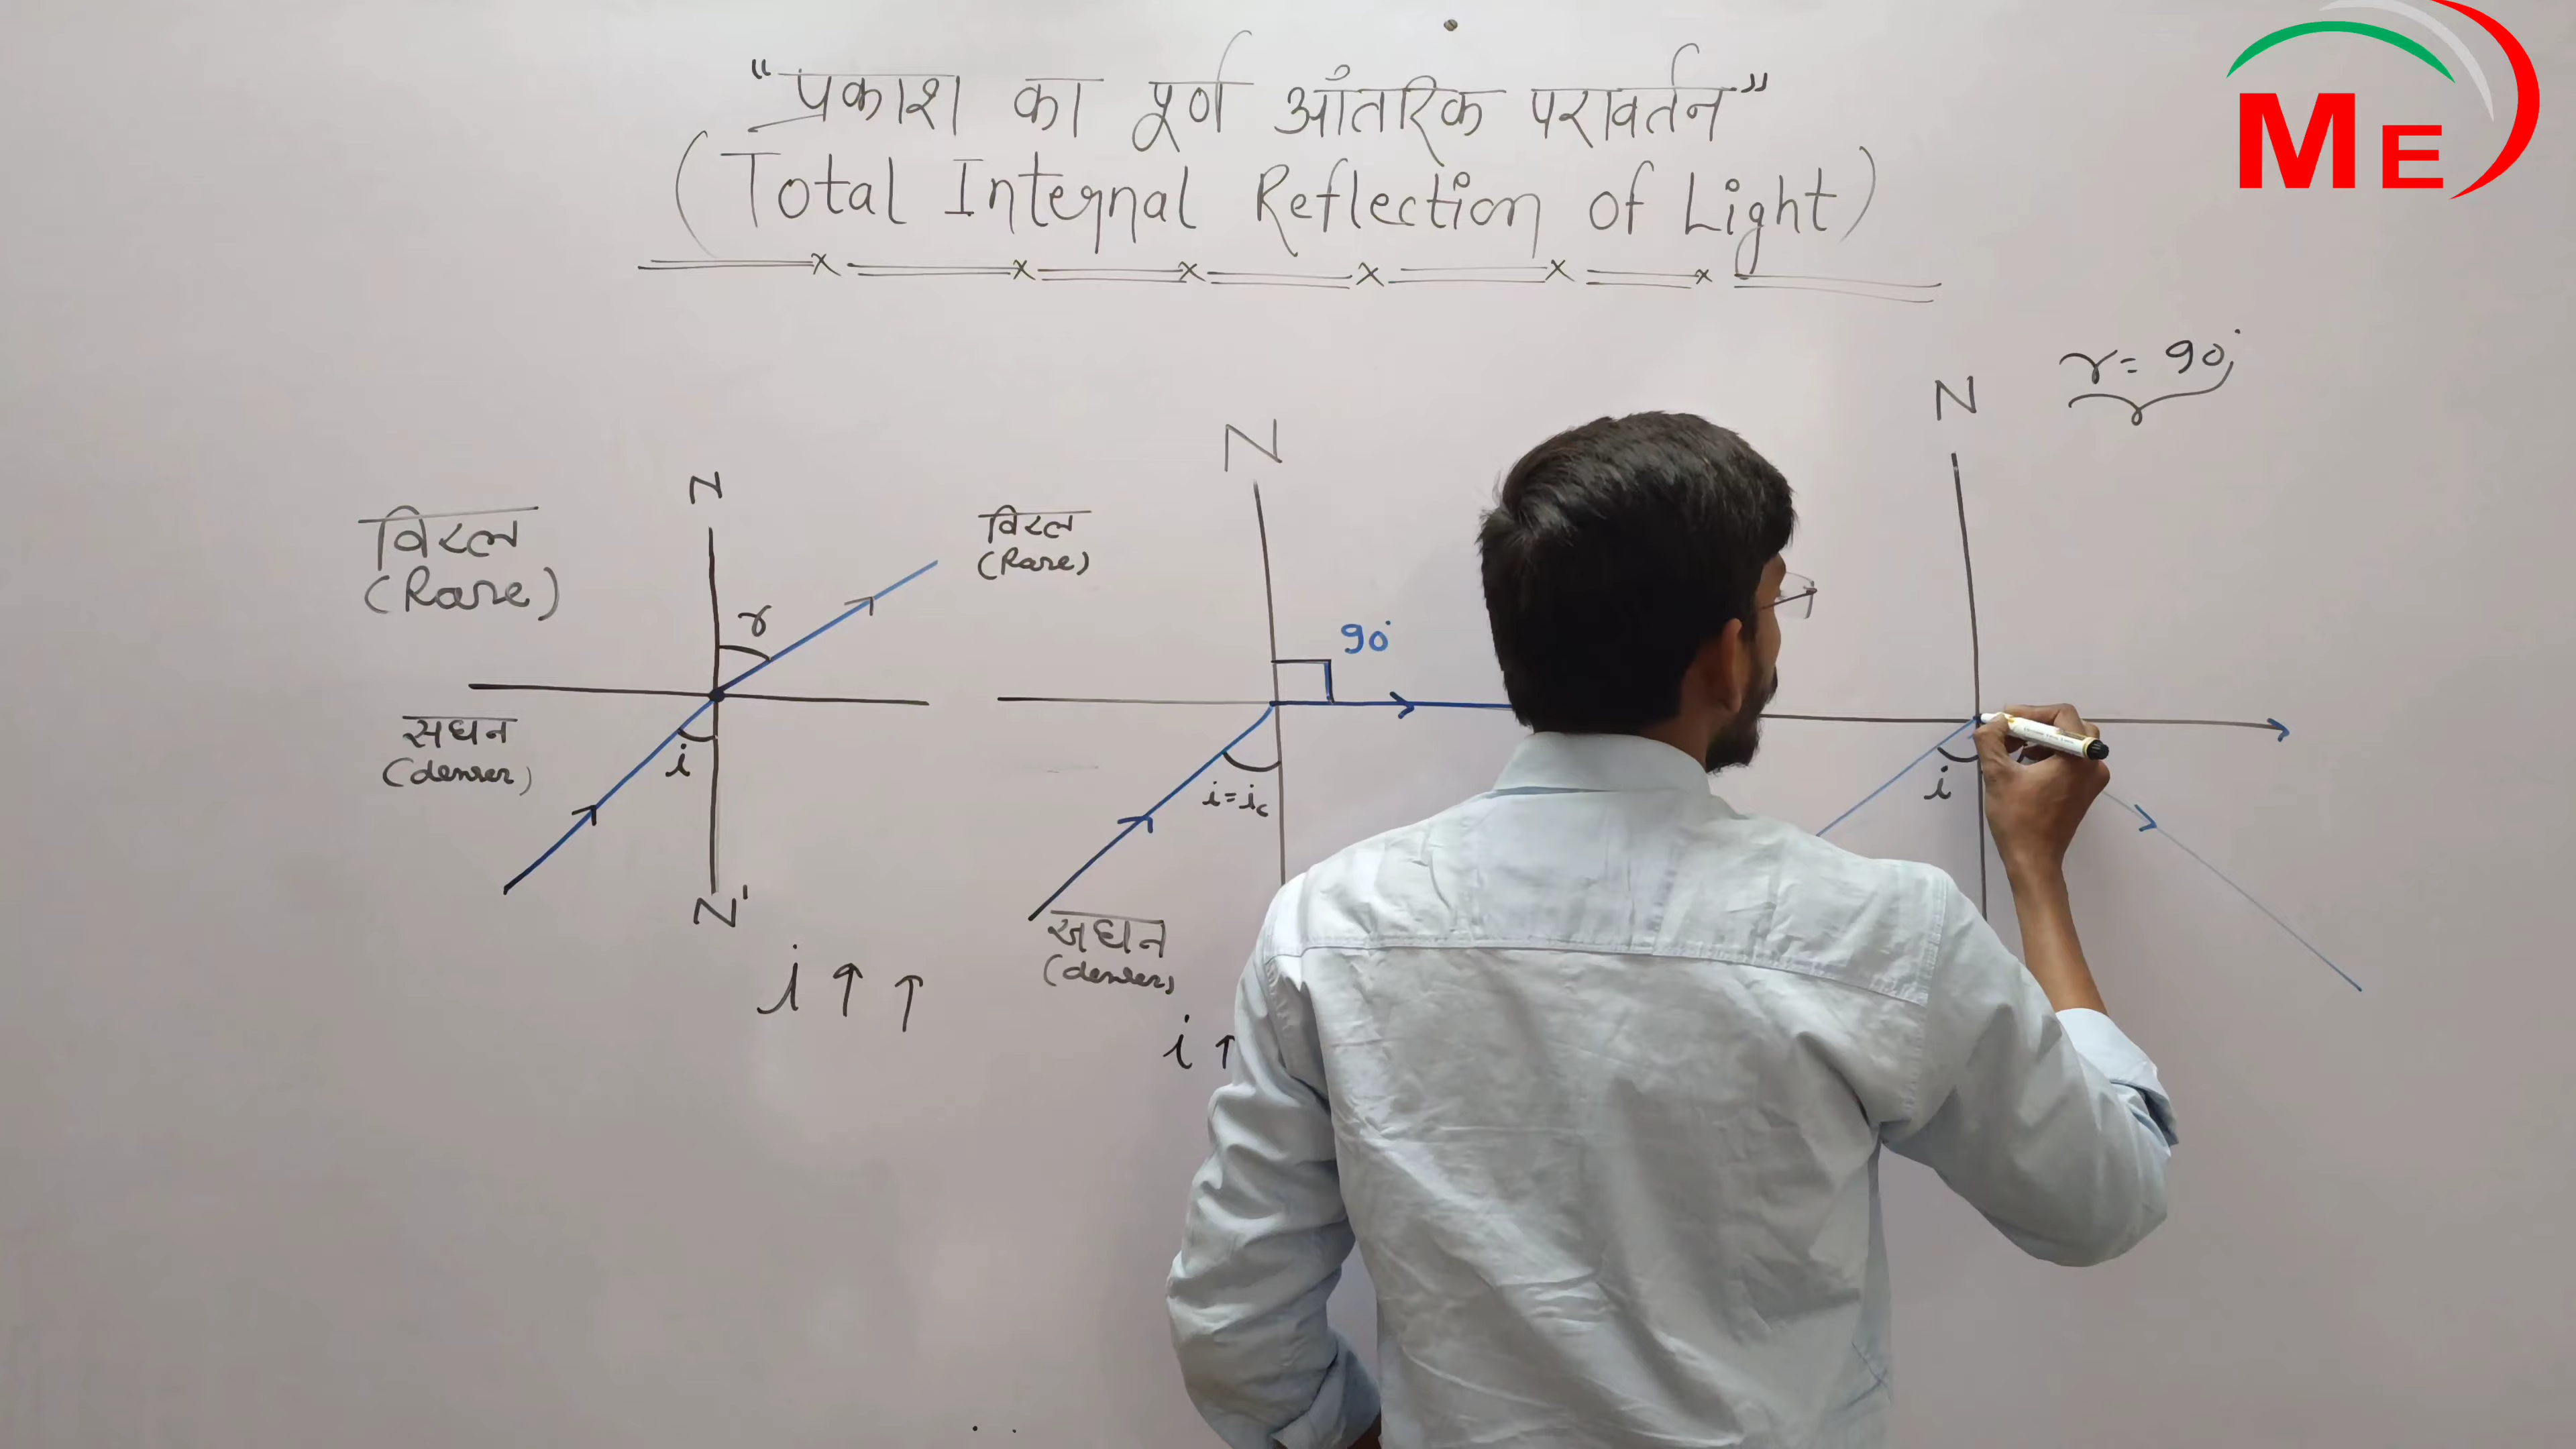 "प्रकाश का पूर्ण आँतरिक परावर्तन"
(Total Internal Reflection of Light)
ME
r = 90°
N
विरल
(Rare)
r
सघन
(denser)
i
N'
i ↑ ↑
N
विरल
(Rare)
90°
i = ic
सघन
(denser)
i ↑
N
i